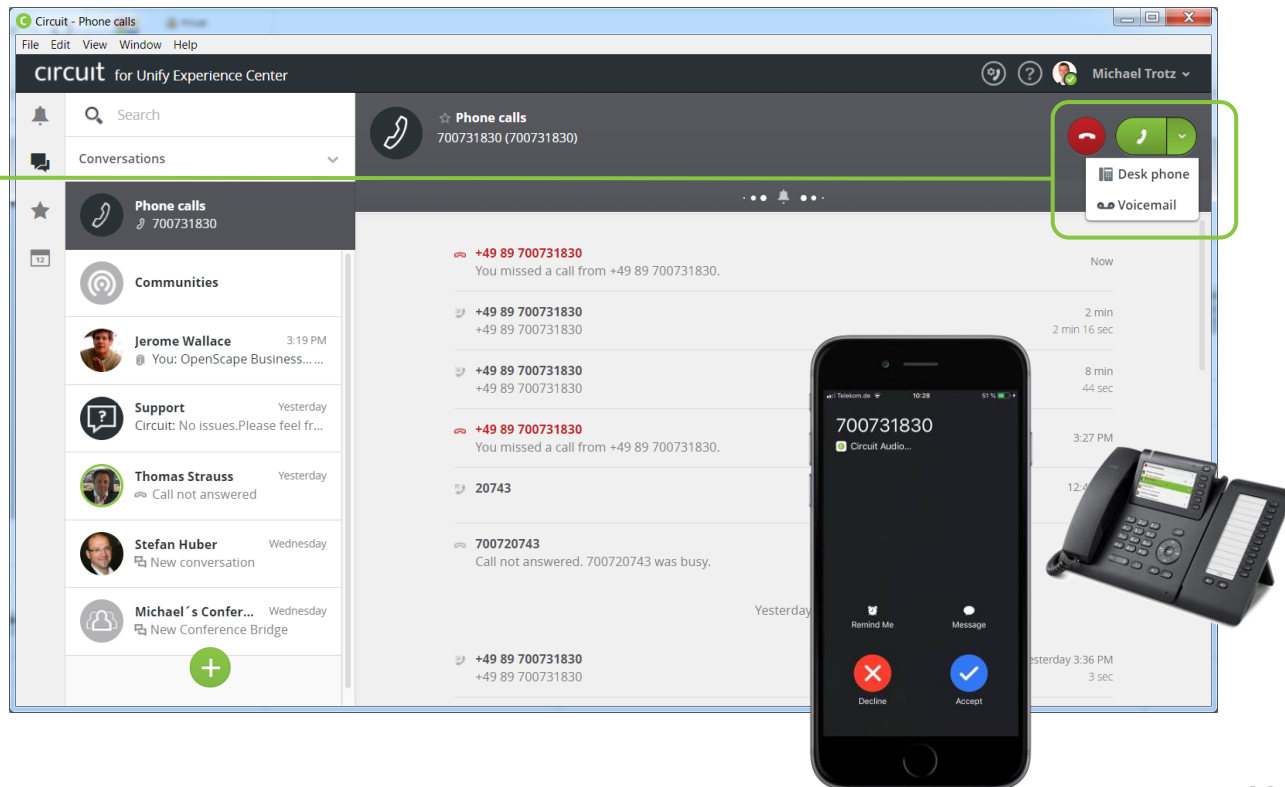 Circuit - Phone calls
File Edit View Window Help
circuit for Unify Experience Center
Michael Trotz
Search
Conversations
Phone calls
700731830
12
Communities
Jerome Wallace 3:19 PM
You: OpenScape Business... ...
Support Yesterday
Circuit: No issues.Please feel fr...
Thomas Strauss Yesterday
Call not answered
Stefan Huber Wednesday
New conversation
Michael´s Confer... Wednesday
New Conference Bridge
Phone calls
700731830 (700731830)
Desk phone
Voicemail
+49 89 700731830 Now
You missed a call from +49 89 700731830.
+49 89 700731830 2 min
+49 89 700731830 2 min 16 sec
+49 89 700731830 8 min
+49 89 700731830 44 sec
+49 89 700731830 3:27 PM
You missed a call from +49 89 700731830.
20743 12:4
700720743
Call not answered. 700720743 was busy.
Yesterday
+49 89 700731830 esterday 3:36 PM
+49 89 700731830 3 sec
Telekom.de 10:28 51 %
700731830
Circuit Audio...
Remind Me Message
Decline Accept